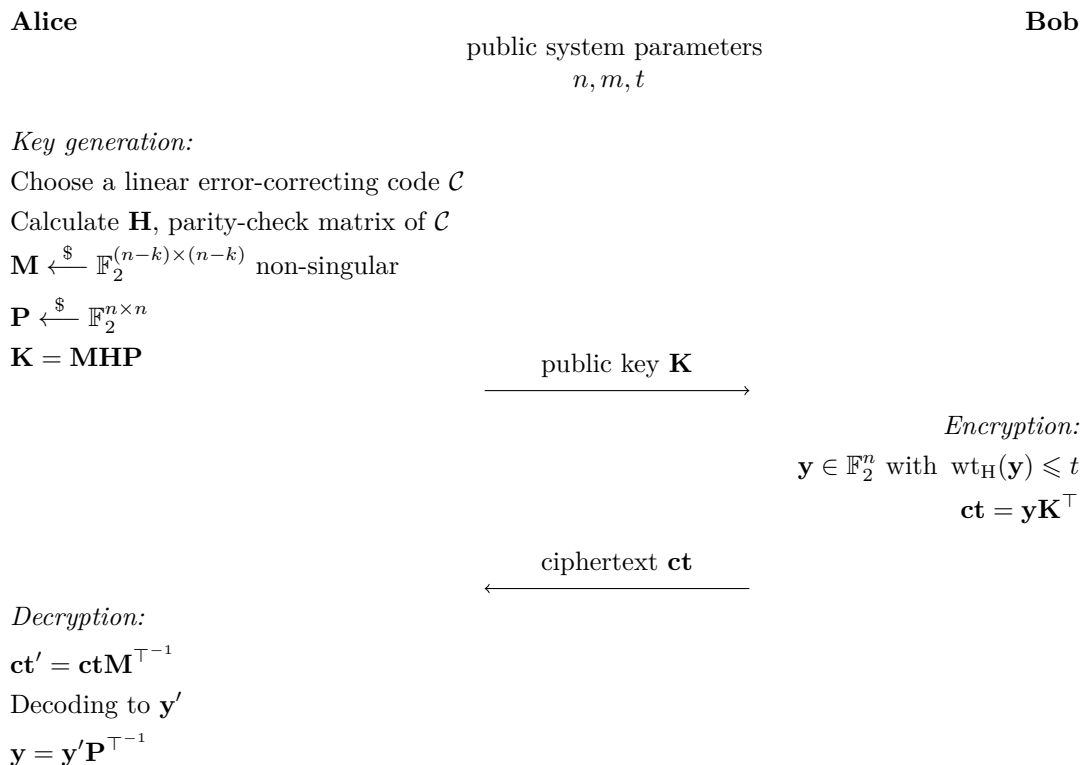 Alice
Bob
public system parameters
n, m, t
Key generation:
Choose a linear error-correcting code 𝒞
Calculate H, parity-check matrix of 𝒞
M ←$ 𝔽₂^{(n−k)×(n−k)} non-singular
P ←$ 𝔽₂^{n×n}
K = MHP
public key K
Encryption:
y ∈ 𝔽₂^n with wt_H(y) ⩽ t
ct = yK^⊤
ciphertext ct
Decryption:
ct′ = ctM^{⊤^{−1}}
Decoding to y′
y = y′P^{⊤^{−1}}